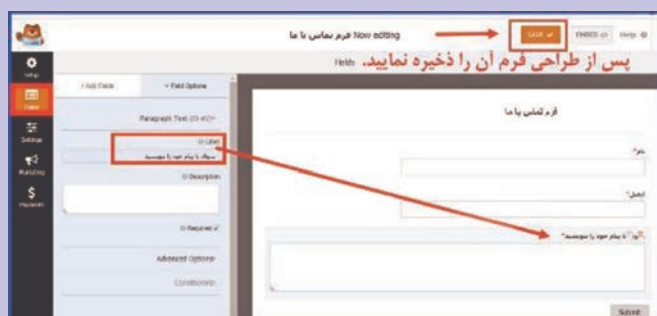 Now editing فرم تماس با ما
SAVE ✓
EMBED </>
Help
پس از طراحی فرم آن را ذخیره نمایید.
Fields
Setup
Fields
Settings
Marketing
Payments
Add Fields
Field Options
Paragraph Text
Label
سوال یا پیام خود را بنویسید
Description
Required
Advanced Options
Conditionals
فرم تماس با ما
نام*
ایمیل*
یا پیام خود را بنویسید*
Submit